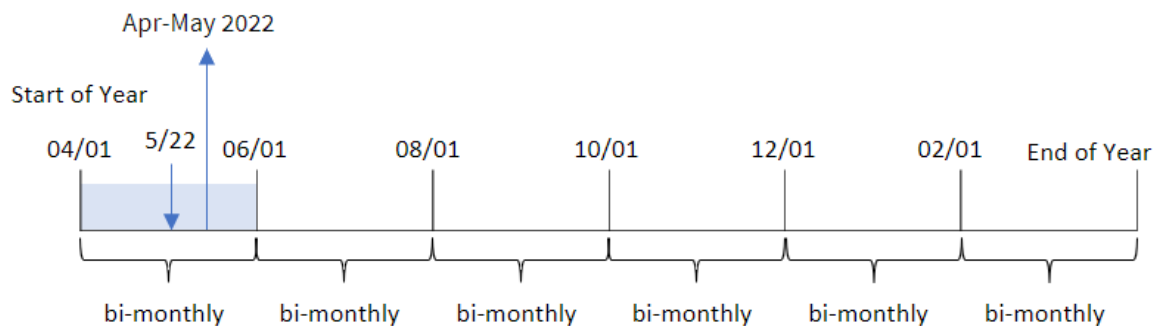 Apr-May 2022
Start of Year
04/01 5/22 06/01 08/01 10/01 12/01 02/01 End of Year
bi-monthly bi-monthly bi-monthly bi-monthly bi-monthly bi-monthly